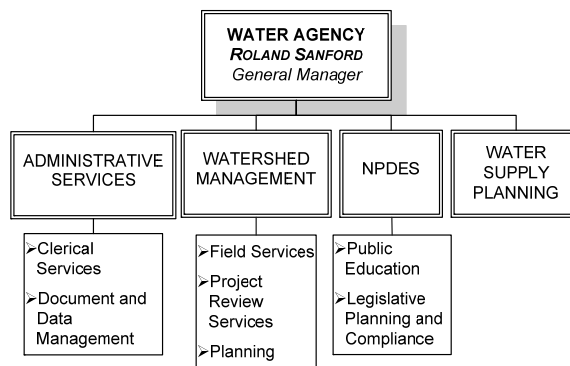 WATER AGENCY
ROLAND SANFORD
General Manager
ADMINISTRATIVE
SERVICES
WATERSHED
MANAGEMENT
NPDES
WATER
SUPPLY
PLANNING
➢Clerical
Services
➢Document and
Data
Management
➢Field Services
➢Project
Review
Services
➢Planning
➢Public
Education
➢Legislative
Planning and
Compliance